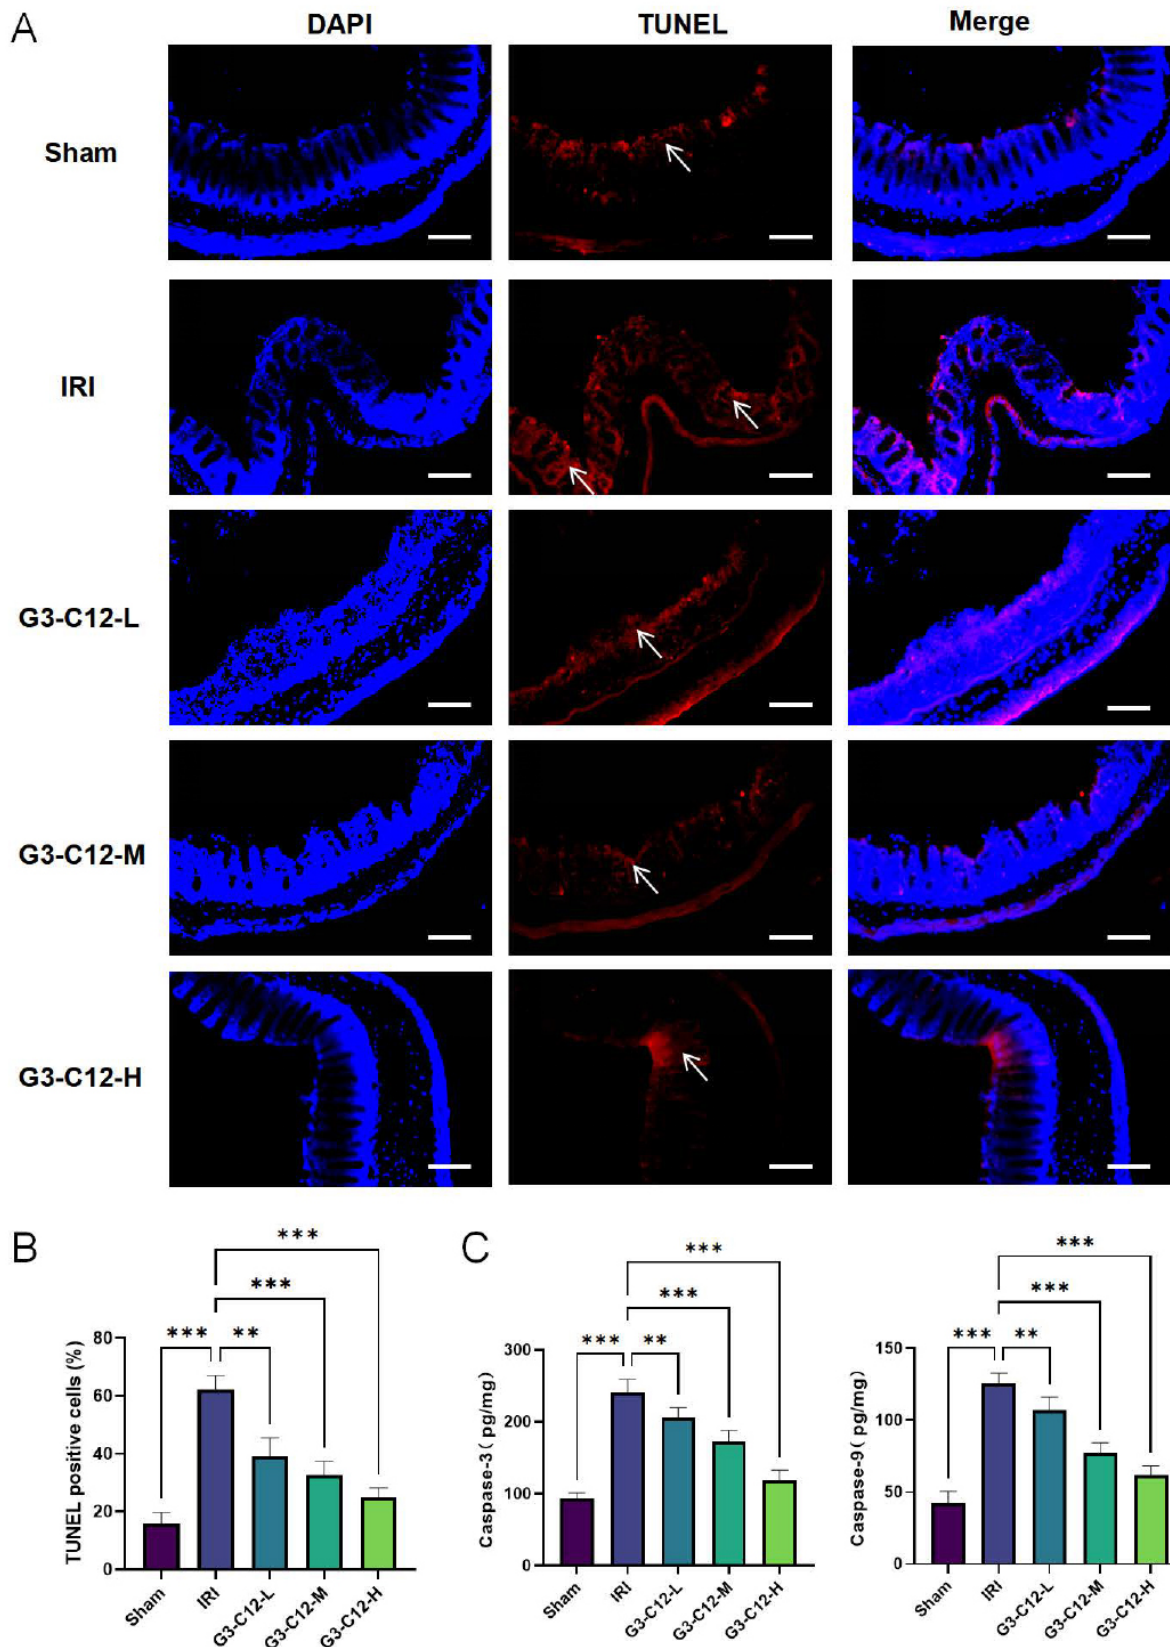 A
DAPI
TUNEL
Merge
Sham
IRI
G3-C12-L
G3-C12-M
G3-C12-H
B
***
***
***
**
TUNEL positive cells (%)
80
60
40
20
0
Sham
IRI
G3-C12-L
G3-C12-M
G3-C12-H
C
***
***
***
**
Caspase-3 ( pg/mg)
300
200
100
0
Sham
IRI
G3-C12-L
G3-C12-M
G3-C12-H
***
***
***
**
Caspase-9 ( pg/mg)
150
100
50
0
Sham
IRI
G3-C12-L
G3-C12-M
G3-C12-H